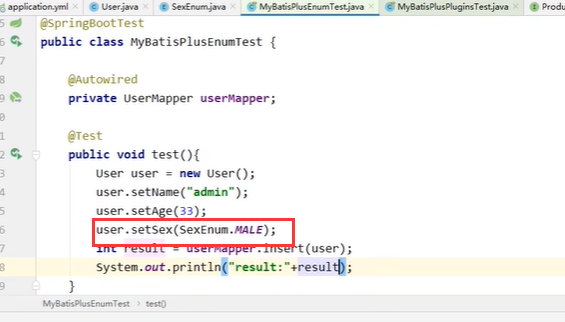 application.yml User.java SexEnum.java MyBatisPlusEnumTest.java MyBatisPlusPluginsTest.java Produ
5 @SpringBootTest
6 public class MyBatisPlusEnumTest {
8 @Autowired
9 private UserMapper userMapper;
0
1 @Test
2 public void test(){
3 User user = new User();
4 user.setName("admin");
5 user.setAge(33);
6 user.setSex(SexEnum.MALE);
7 int result = userMapper.insert(user);
8 System.out.println("result:"+result);
9 }
MyBatisPlusEnumTest › test()